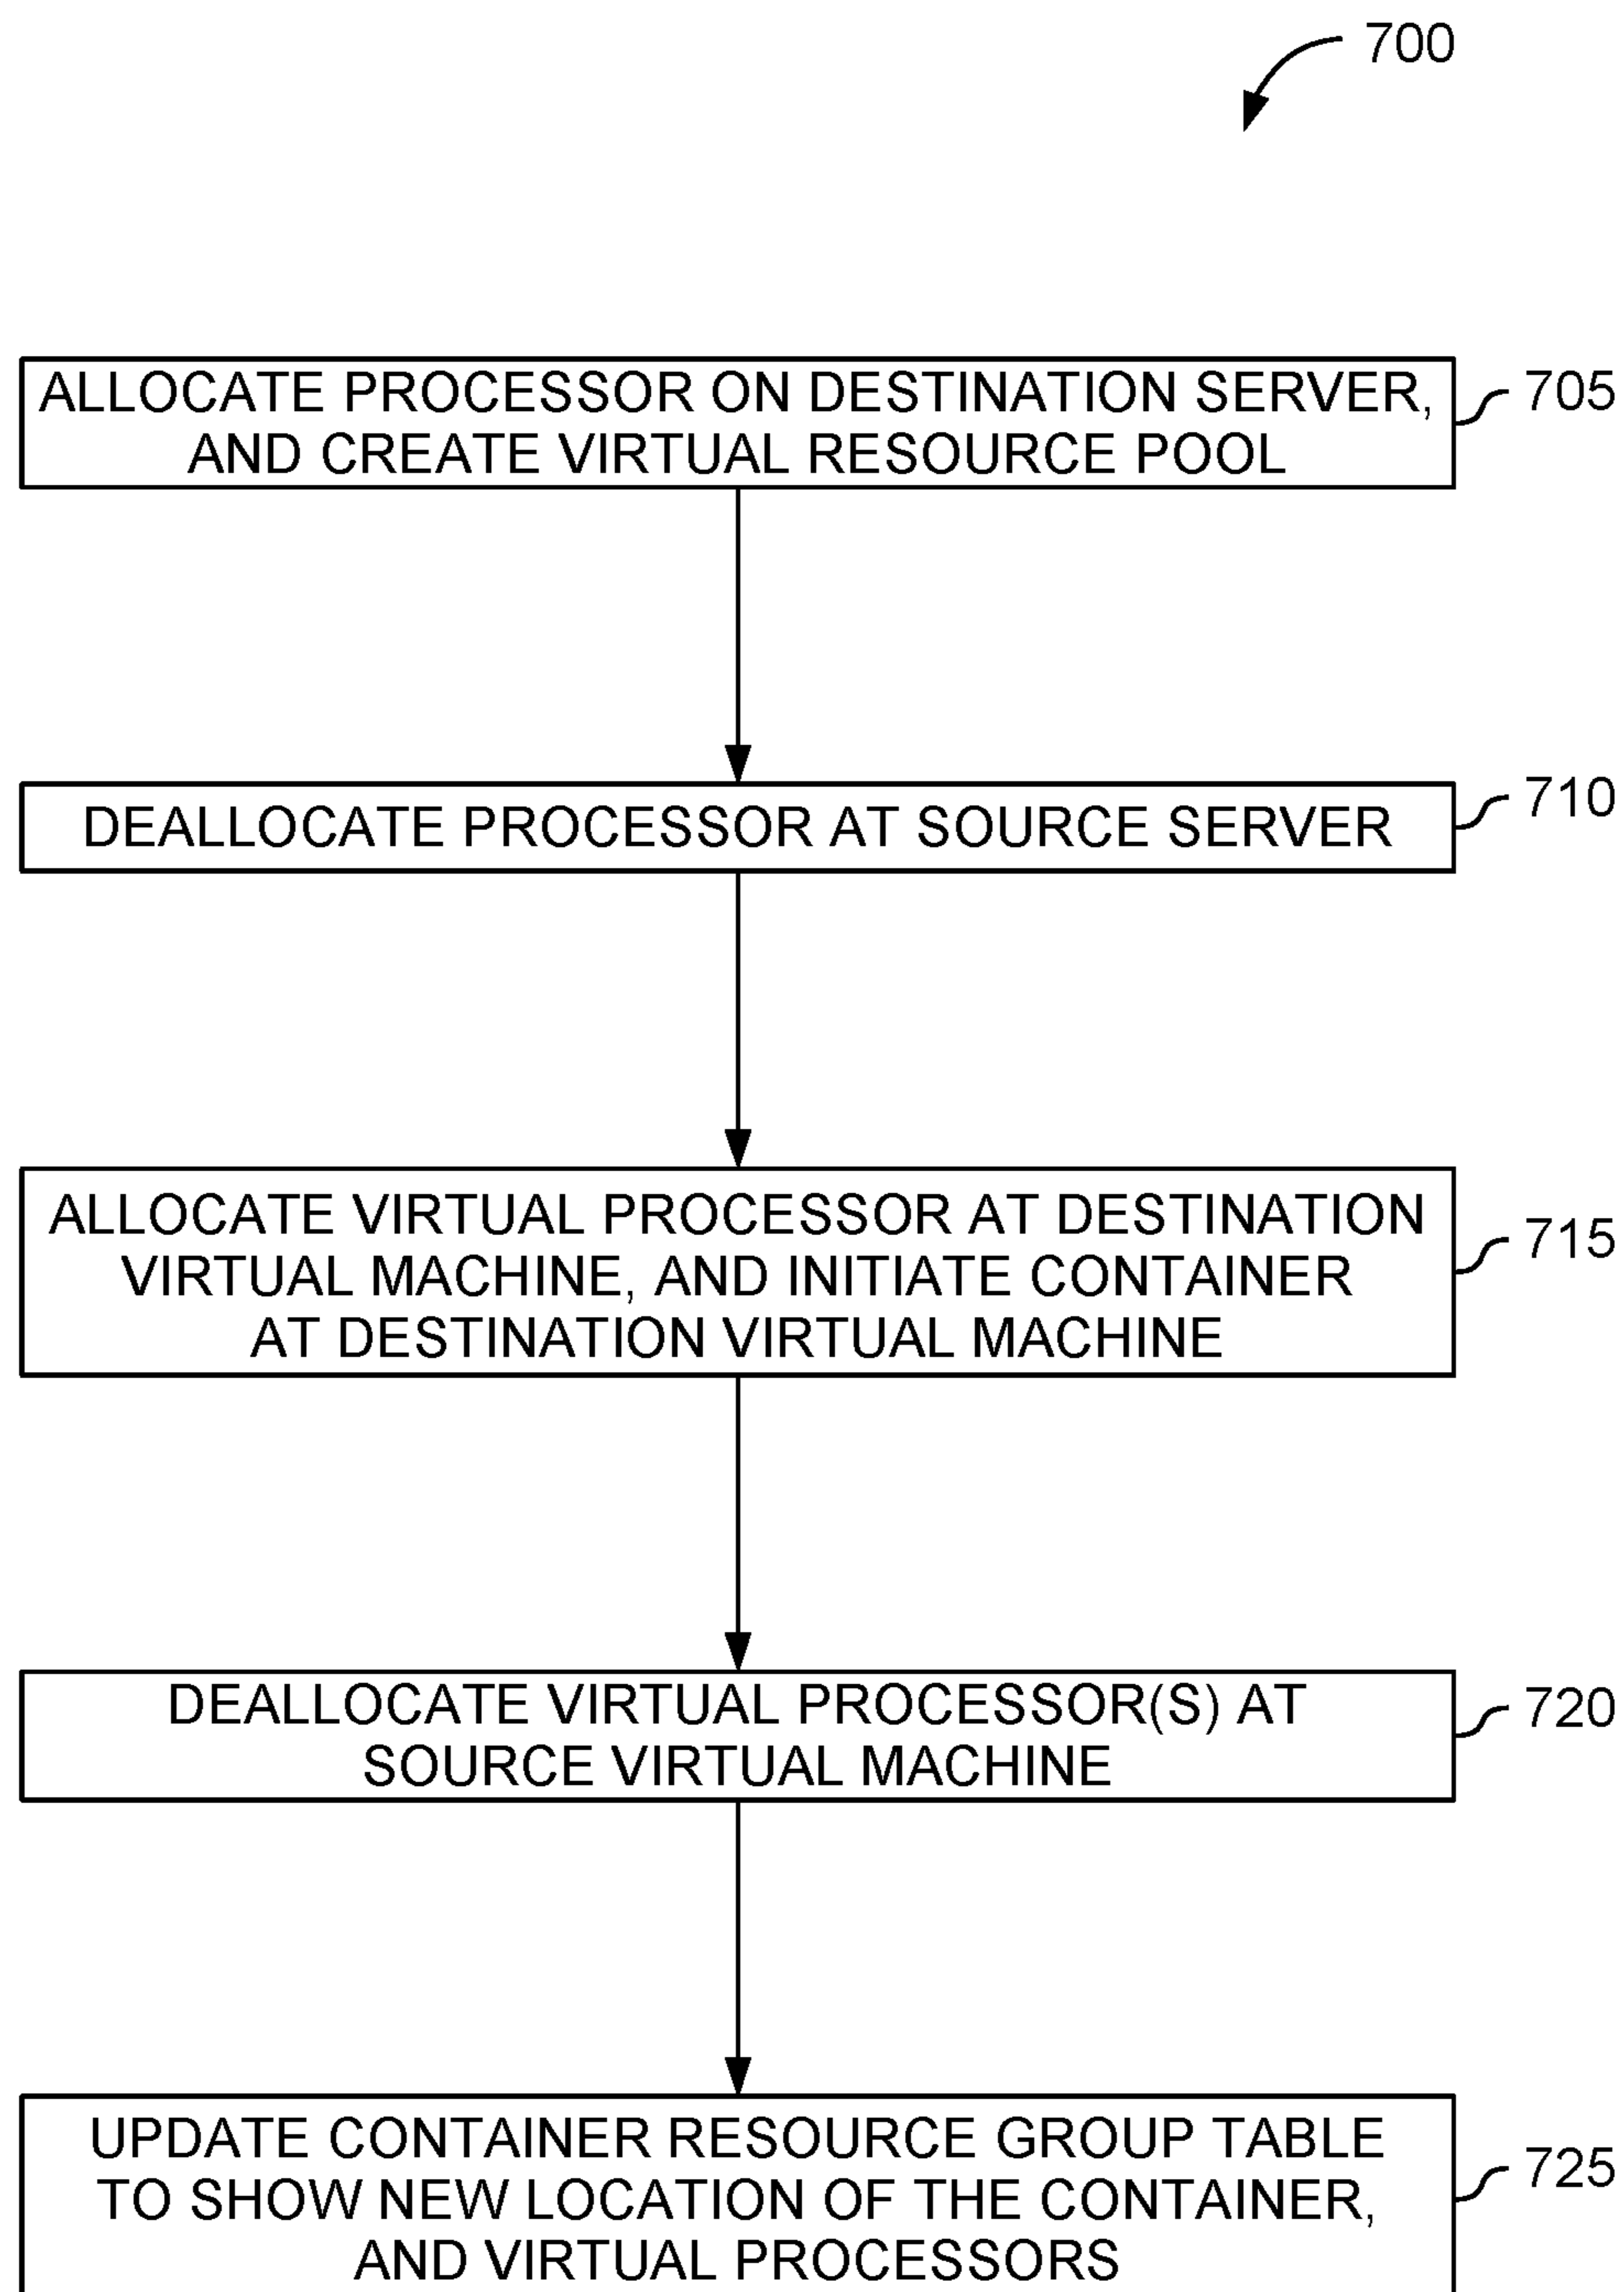 700
ALLOCATE PROCESSOR ON DESTINATION SERVER,
AND CREATE VIRTUAL RESOURCE POOL
705
DEALLOCATE PROCESSOR AT SOURCE SERVER
710
ALLOCATE VIRTUAL PROCESSOR AT DESTINATION
VIRTUAL MACHINE, AND INITIATE CONTAINER
AT DESTINATION VIRTUAL MACHINE
715
DEALLOCATE VIRTUAL PROCESSOR(S) AT
SOURCE VIRTUAL MACHINE
720
UPDATE CONTAINER RESOURCE GROUP TABLE
TO SHOW NEW LOCATION OF THE CONTAINER,
AND VIRTUAL PROCESSORS
725